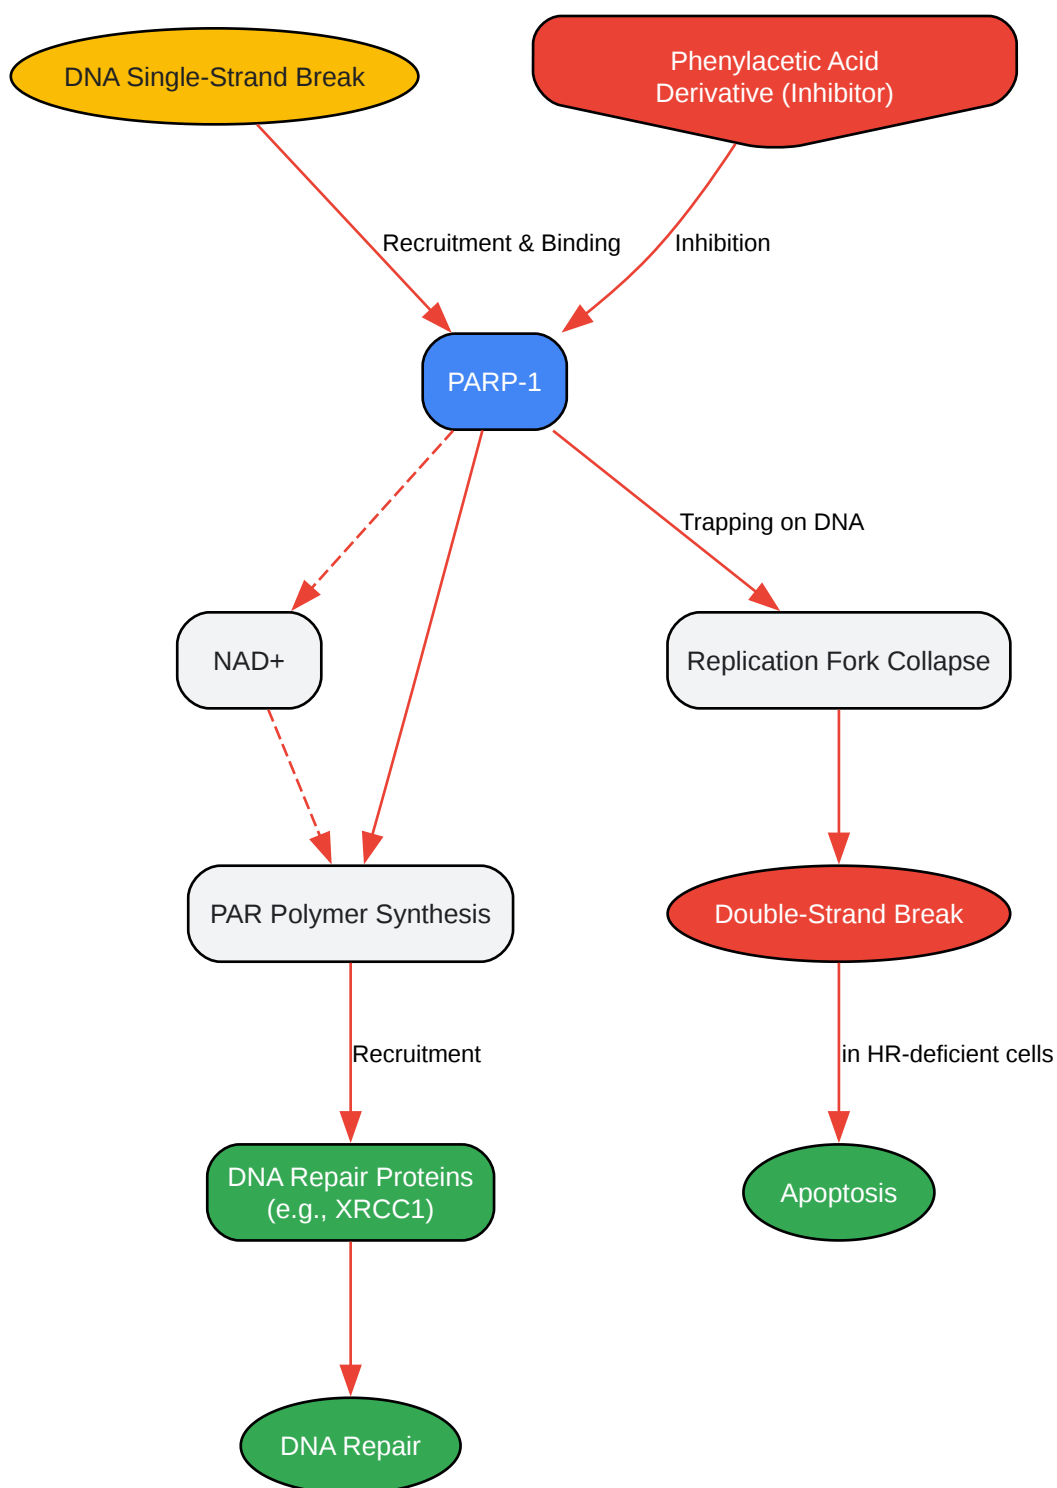 DNA Single-Strand Break
Phenylacetic Acid
Derivative (Inhibitor)
Recruitment & Binding
Inhibition
PARP-1
Trapping on DNA
NAD+
Replication Fork Collapse
PAR Polymer Synthesis
Double-Strand Break
Recruitment
in HR-deficient cells
DNA Repair Proteins
(e.g., XRCC1)
Apoptosis
DNA Repair